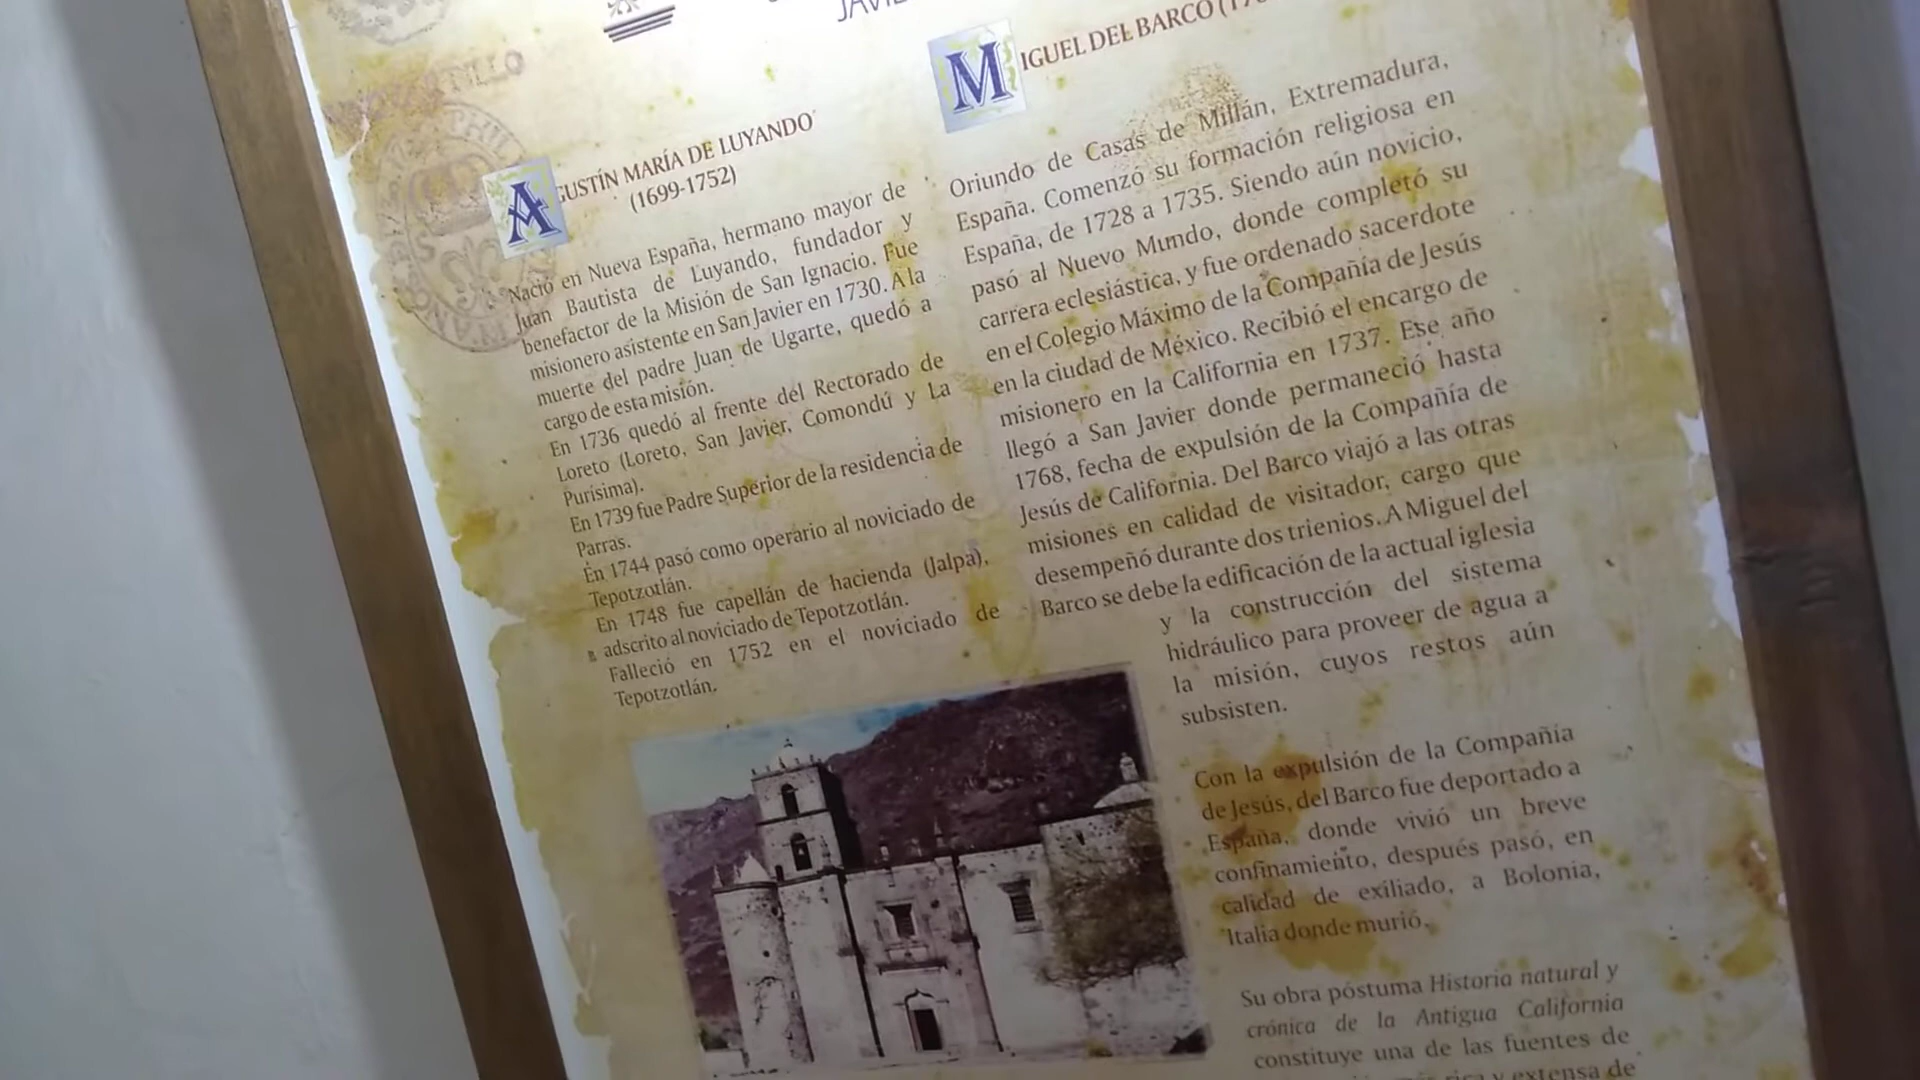 AGUSTÍN MARÍA DE LUYANDO
(1699-1752)
Nació en Nueva España, hermano mayor de
Juan Bautista de Luyando, fundador y
benefactor de la Misión de San Ignacio. Fue
misionero asistente en San Javier en 1730. A la
muerte del padre Juan de Ugarte, quedó a
cargo de esta misión.
En 1736 quedó al frente del Rectorado de
Loreto (Loreto, San Javier, Comondú y La
Purísima).
En 1739 fue Padre Superior de la residencia de
Parras.
En 1744 pasó como operario al noviciado de
Tepotzotlán.
En 1748 fue capellán de hacienda (Jalpa),
adscrito al noviciado de Tepotzotlán.
Falleció en 1752 en el noviciado de
Tepotzotlán.
MIGUEL DEL BARCO
Oriundo de Casas de Millán, Extremadura,
España. Comenzó su formación religiosa en
España, de 1728 a 1735. Siendo aún novicio,
pasó al Nuevo Mundo, donde completó su
carrera eclesiástica, y fue ordenado sacerdote
en el Colegio Máximo de la Compañía de Jesús
en la ciudad de México. Recibió el encargo de
misionero en la California en 1737. Ese año
llegó a San Javier donde permaneció hasta
1768, fecha de expulsión de la Compañía de
Jesús de California. Del Barco viajó a las otras
misiones en calidad de visitador, cargo que
desempeñó durante dos trienios. A Miguel del
Barco se debe la edificación de la actual iglesia
y la construcción del sistema
hidráulico para proveer de agua a
la misión, cuyos restos aún
subsisten.
Con la expulsión de la Compañía
de Jesús, del Barco fue deportado a
España, donde vivió un breve
confinamiento, después pasó, en
calidad de exiliado, a Bolonia,
Italia donde murió.
Su obra póstuma Historia natural y
crónica de la Antigua California
constituye una de las fuentes de
y extensa de